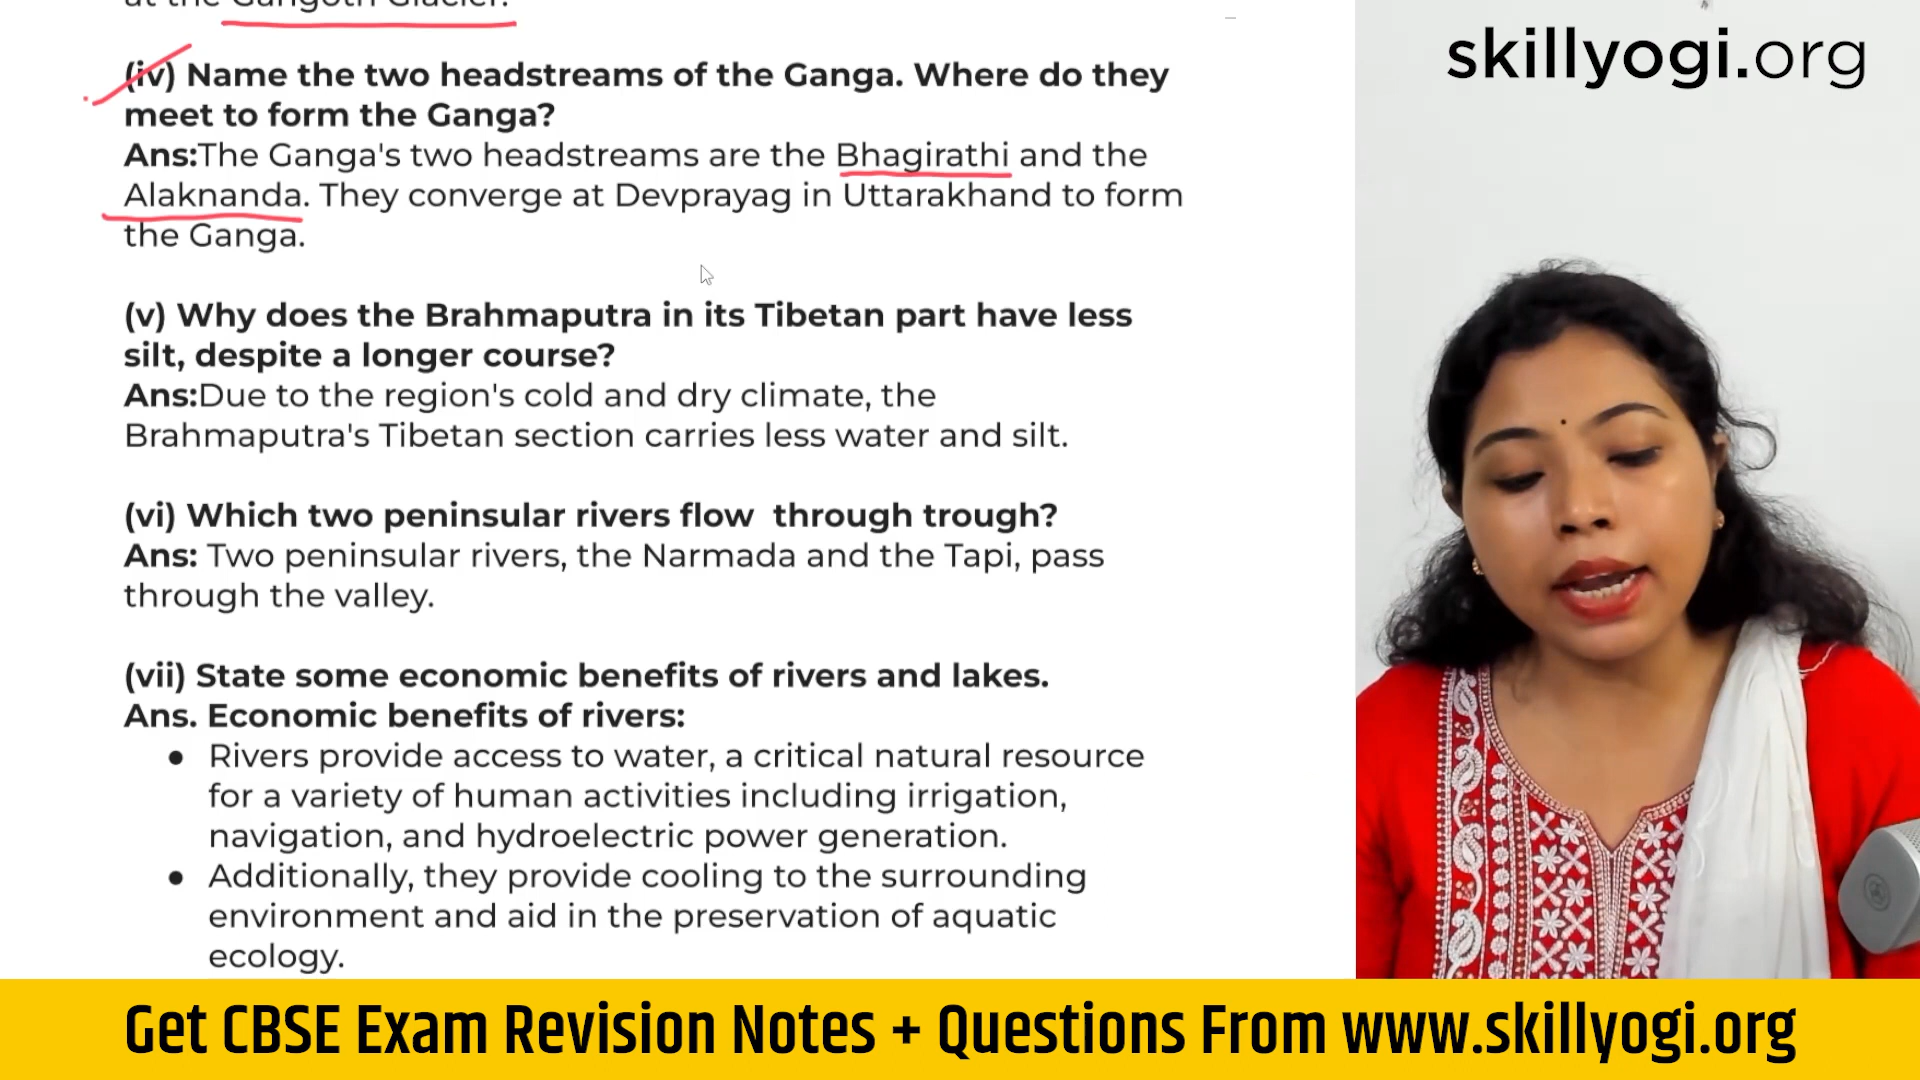 at the Gangotri Glacier.
skillyogi.org
(iv) Name the two headstreams of the Ganga. Where do they
meet to form the Ganga?
Ans:The Ganga's two headstreams are the Bhagirathi and the
Alaknanda. They converge at Devprayag in Uttarakhand to form
the Ganga.
(v) Why does the Brahmaputra in its Tibetan part have less
silt, despite a longer course?
Ans:Due to the region's cold and dry climate, the
Brahmaputra's Tibetan section carries less water and silt.
(vi) Which two peninsular rivers flow  through trough?
Ans: Two peninsular rivers, the Narmada and the Tapi, pass
through the valley.
(vii) State some economic benefits of rivers and lakes.
Ans. Economic benefits of rivers:
● Rivers provide access to water, a critical natural resource
for a variety of human activities including irrigation,
navigation, and hydroelectric power generation.
● Additionally, they provide cooling to the surrounding
environment and aid in the preservation of aquatic
ecology.
Get CBSE Exam Revision Notes + Questions From www.skillyogi.org